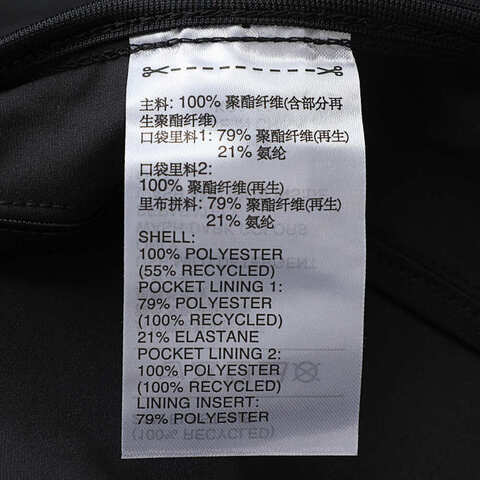 主料: 100% 聚酯纤维(含部分再
生聚酯纤维)
口袋里料1: 79% 聚酯纤维(再生)
21% 氨纶
口袋里料2:
100% 聚酯纤维(再生)
里布拼料: 79% 聚酯纤维(再生)
21% 氨纶
SHELL:
100% POLYESTER
(55% RECYCLED)
POCKET LINING 1:
79% POLYESTER
(100% RECYCLED)
21% ELASTANE
POCKET LINING 2:
100% POLYESTER
(100% RECYCLED)
LINING INSERT:
79% POLYESTER